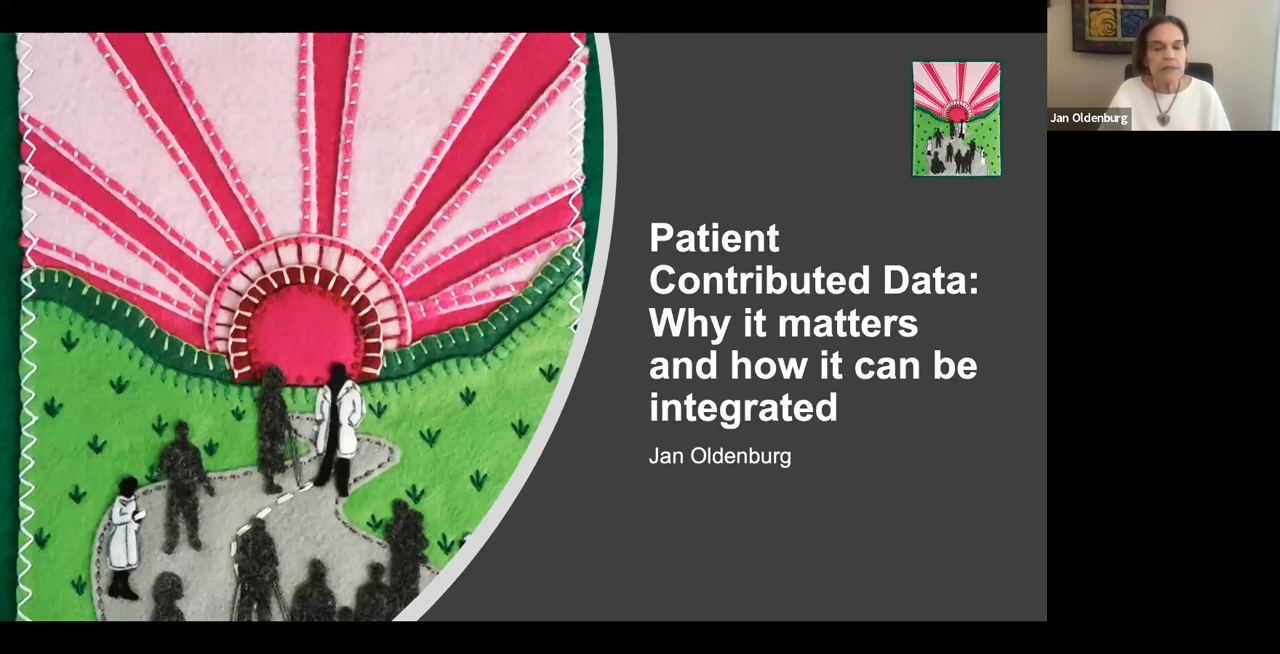 Patient
Contributed Data:
Why it matters
and how it can be
integrated
Jan Oldenburg
Jan Oldenburg